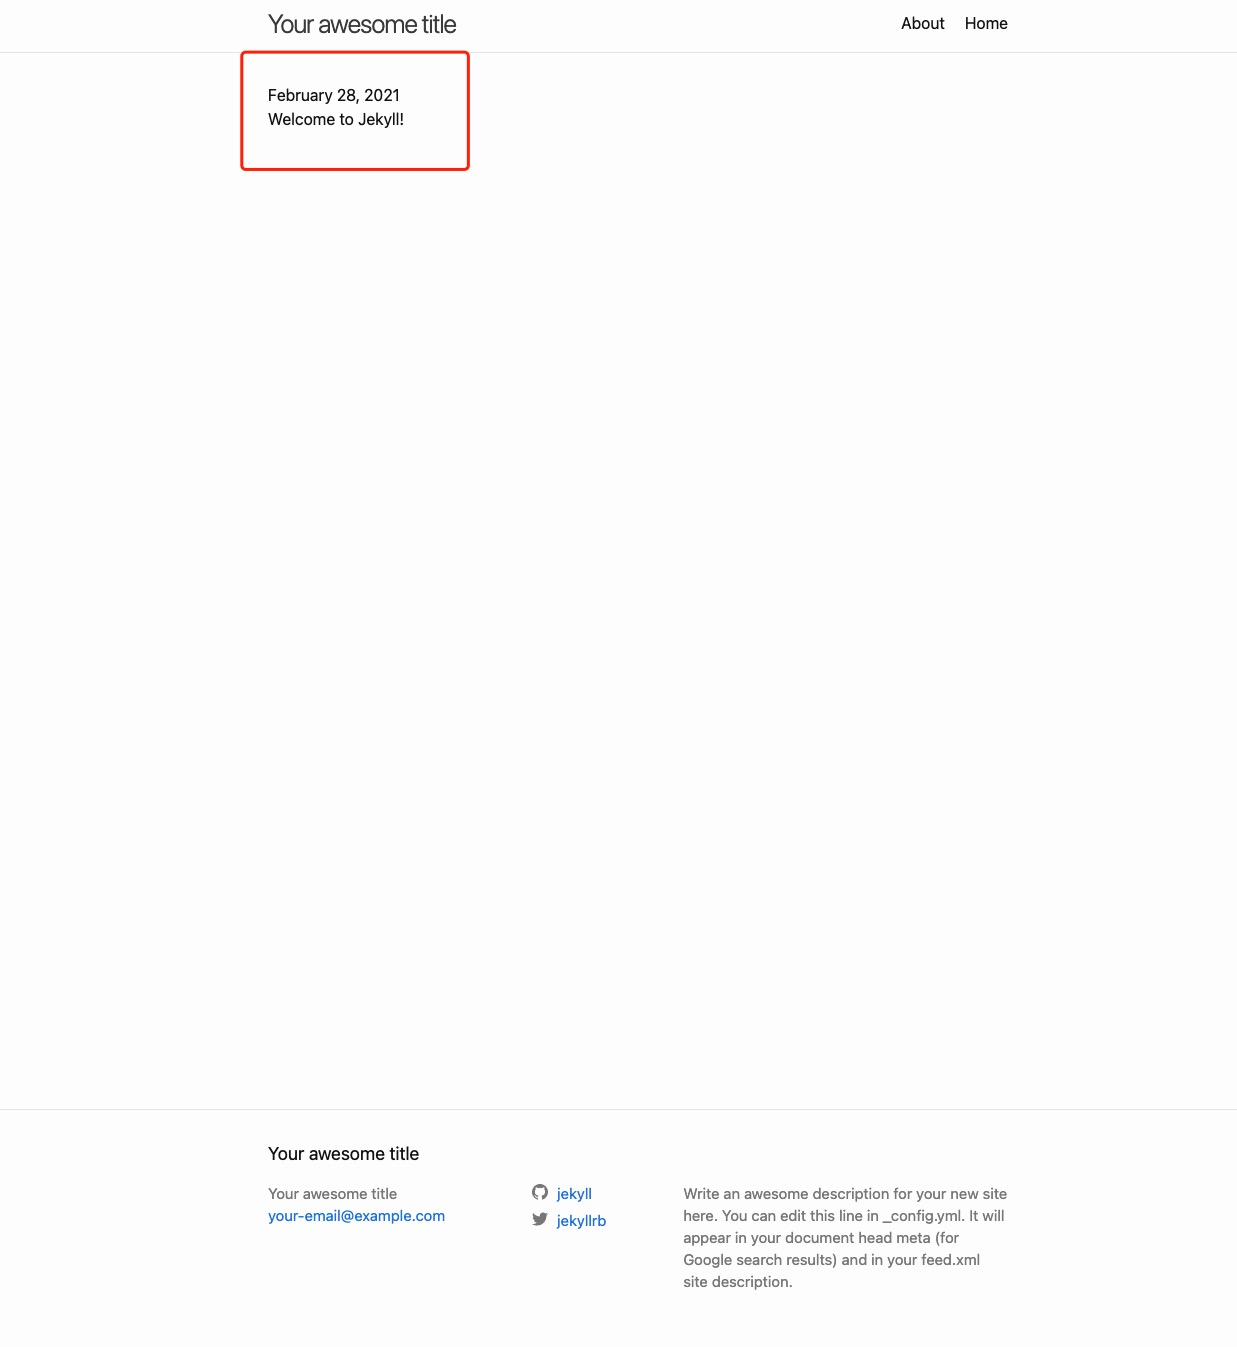 Your awesome title
About Home
February 28, 2021
Welcome to Jekyll!
Your awesome title
Your awesome title
your-email@example.com
jekyll
jekyllrb
Write an awesome description for your new site
here. You can edit this line in _config.yml. It will
appear in your document head meta (for
Google search results) and in your feed.xml
site description.